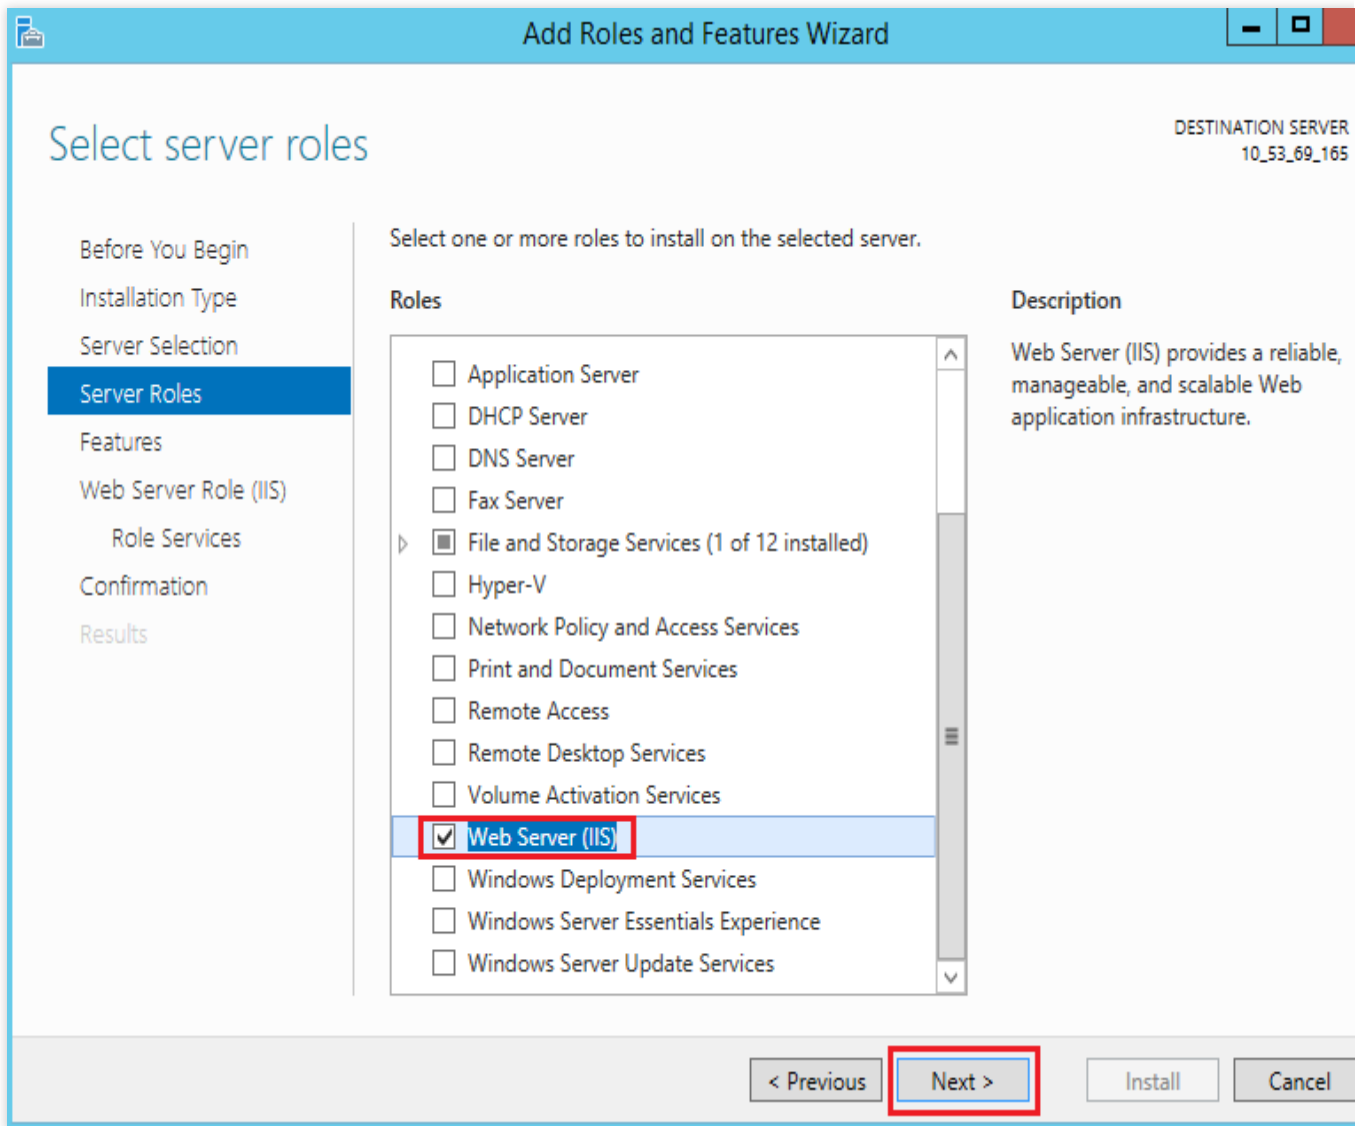 Add Roles and Features Wizard
Select server roles
DESTINATION SERVER
10_53_69_165
Before You Begin
Installation Type
Server Selection
Server Roles
Features
Web Server Role (IIS)
Role Services
Confirmation
Results
Select one or more roles to install on the selected server.
Roles
Application Server
DHCP Server
DNS Server
Fax Server
File and Storage Services (1 of 12 installed)
Hyper-V
Network Policy and Access Services
Print and Document Services
Remote Access
Remote Desktop Services
Volume Activation Services
Web Server (IIS)
Windows Deployment Services
Windows Server Essentials Experience
Windows Server Update Services
Description
Web Server (IIS) provides a reliable,
manageable, and scalable Web
application infrastructure.
< Previous
Next >
Install
Cancel